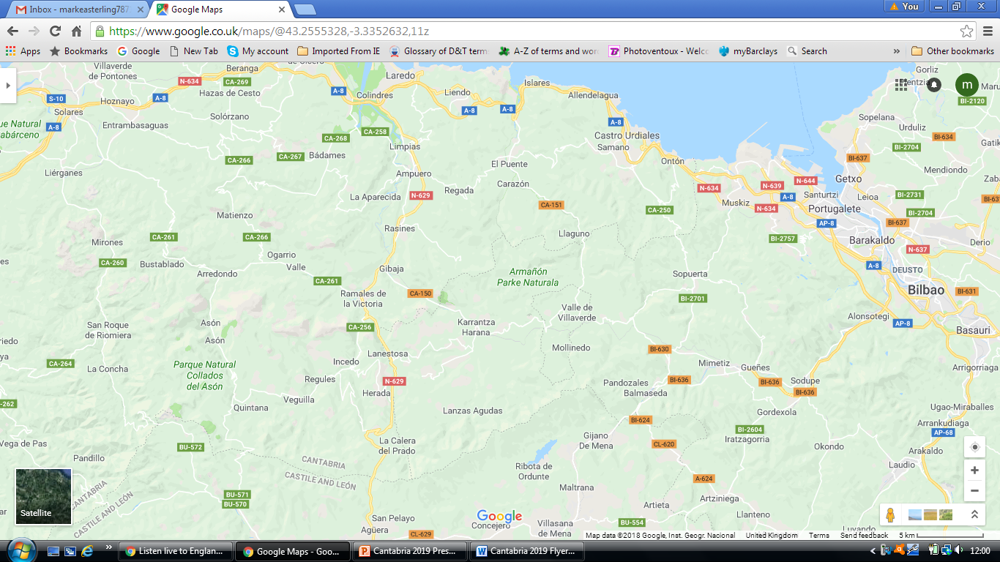 Inbox - markeasterling787
Google Maps
You
https://www.google.co.uk/maps/@43.2555328,-3.3352632,11z
Apps
Bookmarks
Google
New Tab
My account
Imported From IE
Glossary of D&T term
A-Z of terms and wor
Photoventoux - Welc
myBarclays
Search
»
Other bookmarks
Villaverde
de Pontones
Beranga
de Cicero
Laredo
Islares
Gorliz
N-634
CA-269
Hazas de Cesto
A-8
Colindres
Liendo
Allendelagua
m
S-10
Hoznayo
A-8
A-8
A-8
BI-2120
Solares
Solórzano
Sopelana
que Natural
A-8
Entrambasaguas
CA-258
CA-268
A-8
Castro Urdiales
Samano
Urduliz
BI-634
Limpias
BI-2704
Gatik
CA-266
CA-267
Bádames
El Puente
Ontón
BI-637
Liérganes
Ampuero
Carazón
Getxo
Mendiondo
N-629
Regada
La Aparecida
N-634
N-639
N-644
A-8
Santurtzi
Leioa
BI-2731
CA-151
Muskiz
N-634
Portugalete
CA-250
BI-2704
Matienzo
AP-8
BI-637
Rasines
Llaguno
Mirones
CA-261
CA-266
BI-2757
Barakaldo
Derio
Ogarrio
N-637
CA-260
Bustablado
Valle
Gibaja
A-8
DEUSTO
Arredondo
Armañón
Parke Naturala
Sopuerta
CA-261
Bilbao
BI-631
Ramales de
la Victoria
CA-150
BI-2701
Valle de
Villaverde
Alonsotegi
AP-8
San Roque
de Riomiera
Asón
CA-256
Karrantza
Harana
Basauri
Asón
Mollinedo
BI-630
Lanestosa
CA-264
La Concha
Parque Natural
Collados
del Asón
Incedo
Mimetiz
Gueñes
Arrigorriaga
Regules
N-629
Pandozales
Balmaseda
BI-636
BI-636
Sodupe
BI-636
Herada
Veguilla
Quintana
Lanzas Agudas
Gordexola
Ugao-Miraballes
BI-624
Arrankudiaga
BI-2604
Iratzagorria
AP-68
Vega de Pas
BU-572
La Calera
del Prado
Gijano
De Mena
CL-620
Okondo
Arakaldo
Pandillo
CANTABRIA
CASTILE AND LEÓN
Ribota de
Ordunte
Laudio
A-624
CANTABRIA
CASTILE AND LEÓN
Maltrana
BU-571
BU-570
Artziniega
Satellite
Artieta
Llanteno
San Pelayo
Agüera
Google
Concejero
Villasana
de Mena
BU-554
CL-629
Luyando
Map data ©2018 Google, Inst. Geogr. Nacional
United Kingdom
Terms
Send feedback
5 km
»
Listen live to Englan...
Google Maps - Goo...
Cantabria 2019 Pres...
Cantabria 2019 Flyer...
12:00